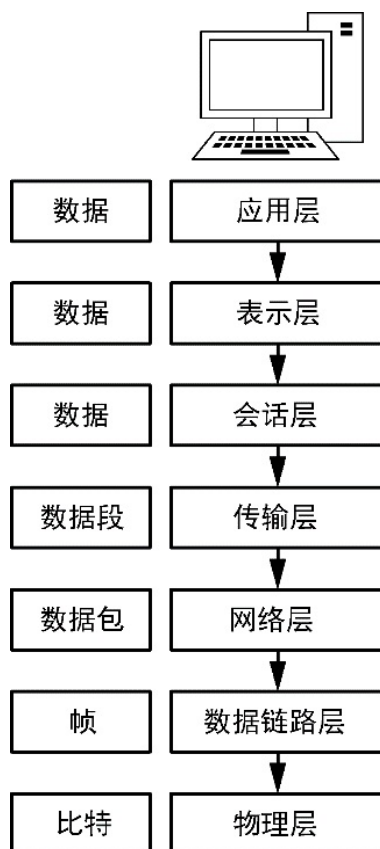 数据 应用层
数据 表示层
数据 会话层
数据段 传输层
数据包 网络层
帧 数据链路层
比特 物理层